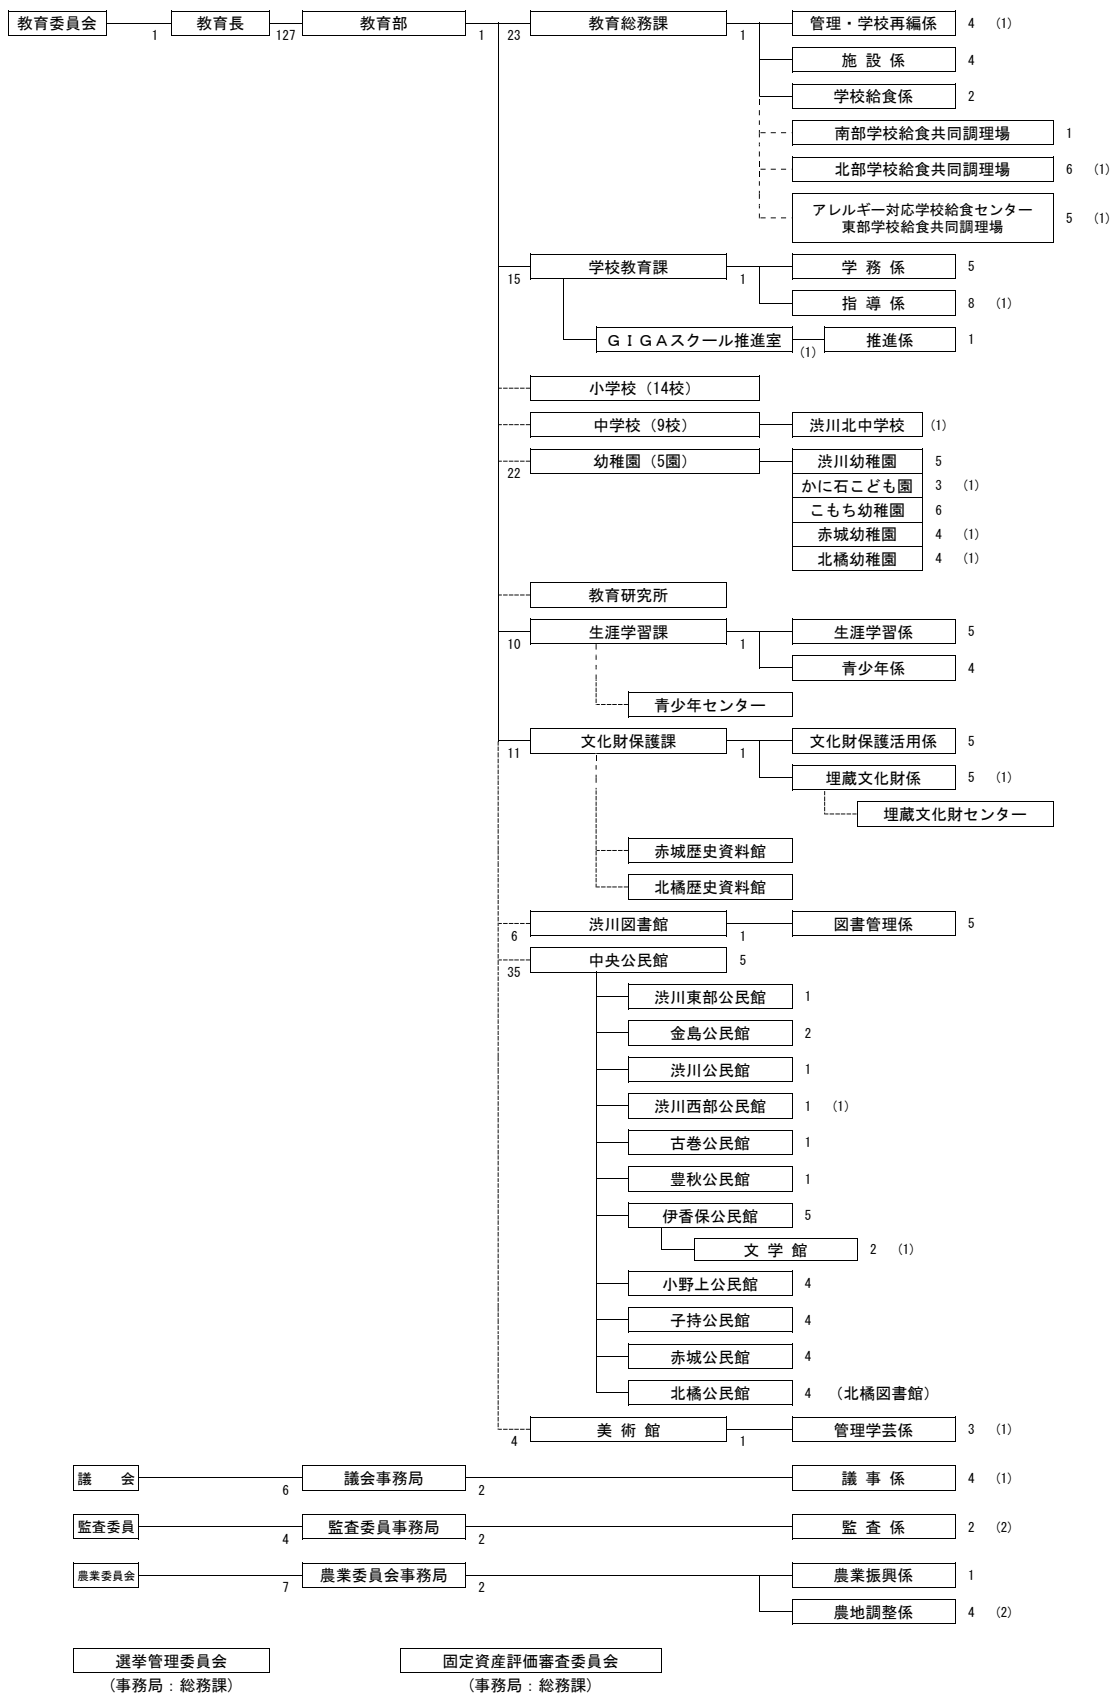 教育委員会 1 教育長 127 教育部 1 23 教育総務課 1 管理・学校再編係 4 (1)
施設係 4
学校給食係 2
南部学校給食共同調理場 1
北部学校給食共同調理場 6 (1)
アレルギー対応学校給食センター
東部学校給食共同調理場 5 (1)
15 学校教育課 1 学務係 5
指導係 8 (1)
GIGAスクール推進室 (1) 推進係 1
小学校(14校)
中学校(9校) 渋川北中学校 (1)
22 幼稚園(5園) 渋川幼稚園 5
かに石こども園 3 (1)
こもち幼稚園 6
赤城幼稚園 4 (1)
北橘幼稚園 4 (1)
教育研究所
10 生涯学習課 1 生涯学習係 5
青少年係 4
青少年センター
11 文化財保護課 1 文化財保護活用係 5
埋蔵文化財係 5 (1)
埋蔵文化財センター
赤城歴史資料館
北橘歴史資料館
6 渋川図書館 1 図書管理係 5
35 中央公民館 5
渋川東部公民館 1
金島公民館 2
渋川公民館 1
渋川西部公民館 1 (1)
古巻公民館 1
豊秋公民館 1
伊香保公民館 5
文学館 2 (1)
小野上公民館 4
子持公民館 4
赤城公民館 4
北橘公民館 4 (北橘図書館)
4 美術館 1 管理学芸係 3 (1)
議会 6 議会事務局 2 議事係 4 (1)
監査委員 4 監査委員事務局 2 監査係 2 (2)
農業委員会 7 農業委員会事務局 2 農業振興係 1
農地調整係 4 (2)
選挙管理委員会 固定資産評価審査委員会
(事務局:総務課) (事務局:総務課)